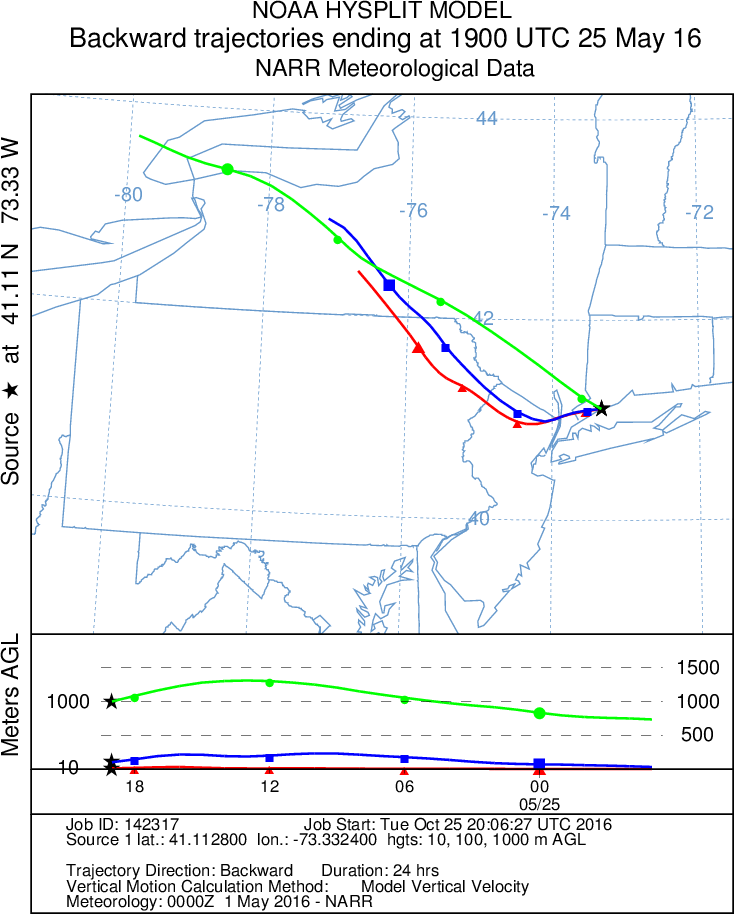 NOAA HYSPLIT MODEL
Backward trajectories ending at 1900 UTC 25 May 16
NARR Meteorological Data
Source ★ at 41.11 N 73.33 W
44
-80
-78
-76
-74
-72
42
40
Meters AGL
1500
1000
1000
500
10
18
12
06
00
05/25
Job ID: 142317 Job Start: Tue Oct 25 20:06:27 UTC 2016
Source 1 lat.: 41.112800 lon.: -73.332400 hgts: 10, 100, 1000 m AGL
Trajectory Direction: Backward Duration: 24 hrs
Vertical Motion Calculation Method: Model Vertical Velocity
Meteorology: 0000Z 1 May 2016 - NARR